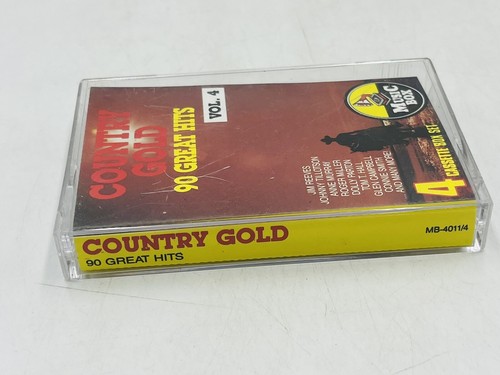 COUNTRY
GOLD
90 GREAT HITS
VOL. 4
MUSIC
BOX
JIM REEVES
JOHNNY TILLOTSON
ANNE MURRAY
ROGER MILLER
DOLLY PARTON
TOM T. HALL
GLEN CAMPBELL
CONNIE SMITH
AND MANY MORE!
4 CASSETTE BOX SET
COUNTRY GOLD
90 GREAT HITS
MB-4011/4